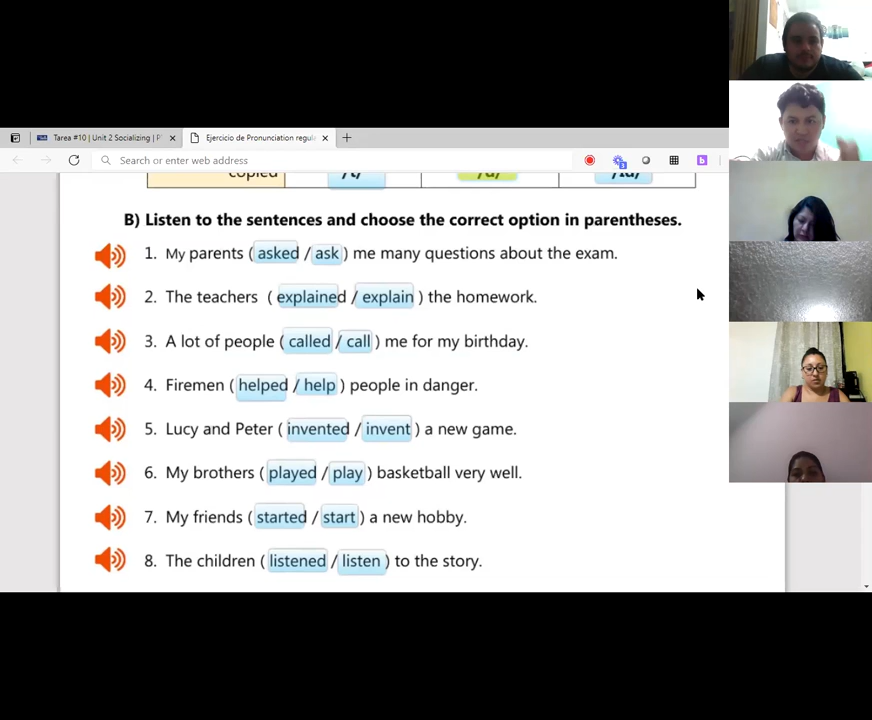 Tarea #10 | Unit 2 Socializing | P
Ejercicio de Pronunciation regula
Search or enter web address
copied /t/ /d/ /ɪd/
B) Listen to the sentences and choose the correct option in parentheses.
1. My parents ( asked / ask ) me many questions about the exam.
2. The teachers ( explained / explain ) the homework.
3. A lot of people ( called / call ) me for my birthday.
4. Firemen ( helped / help ) people in danger.
5. Lucy and Peter ( invented / invent ) a new game.
6. My brothers ( played / play ) basketball very well.
7. My friends ( started / start ) a new hobby.
8. The children ( listened / listen ) to the story.